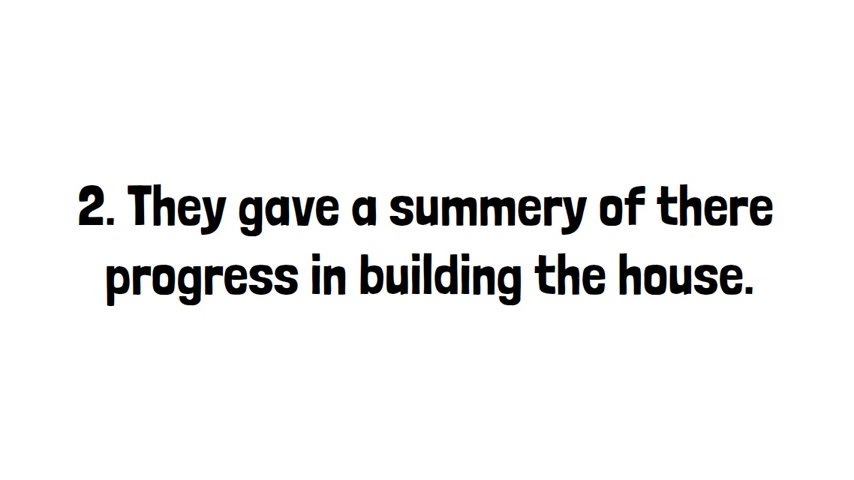 2. They gave a summery of there
progress in building the house.